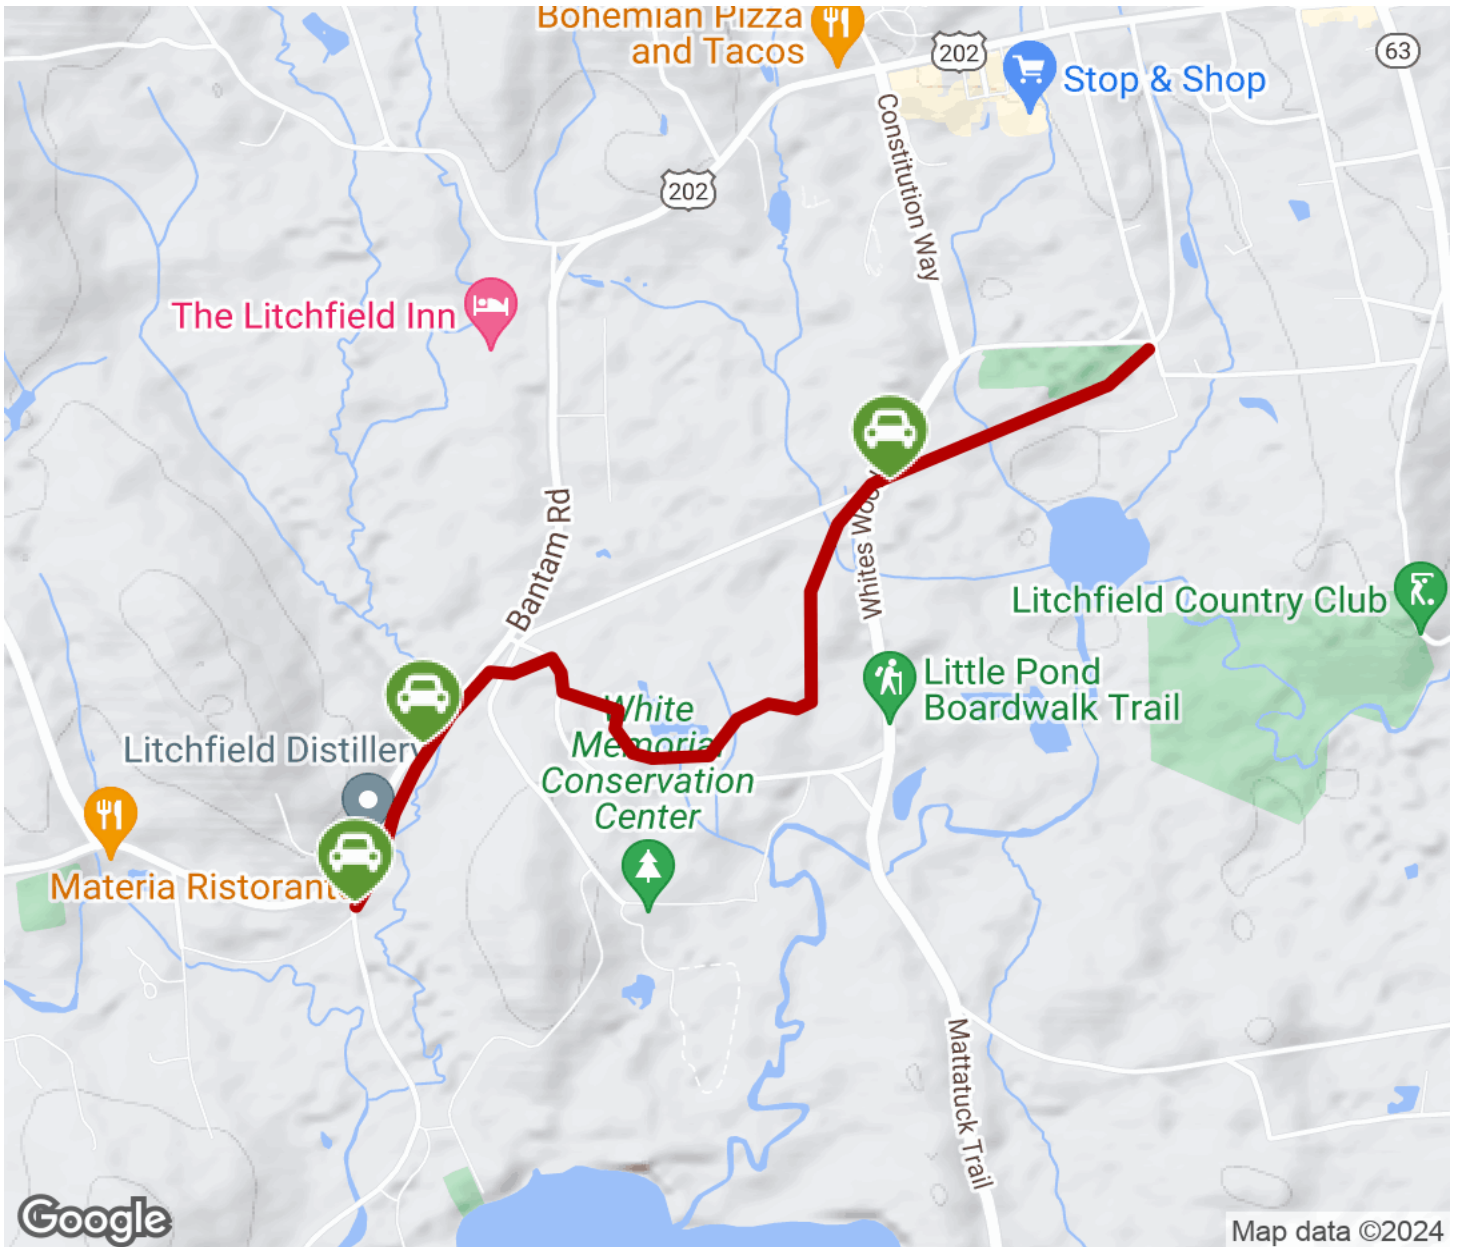 Bohemian Pizza
and Tacos
202
63
Stop & Shop
Constitution Way
202
The Litchfield Inn
Bantam Rd
Whites
Litchfield Country Club
Little Pond
Boardwalk Trail
White
Memorial
Conservation
Center
Litchfield Distillery
Materia Ristorant
Mattatuck Trail
Google
Map data ©2024